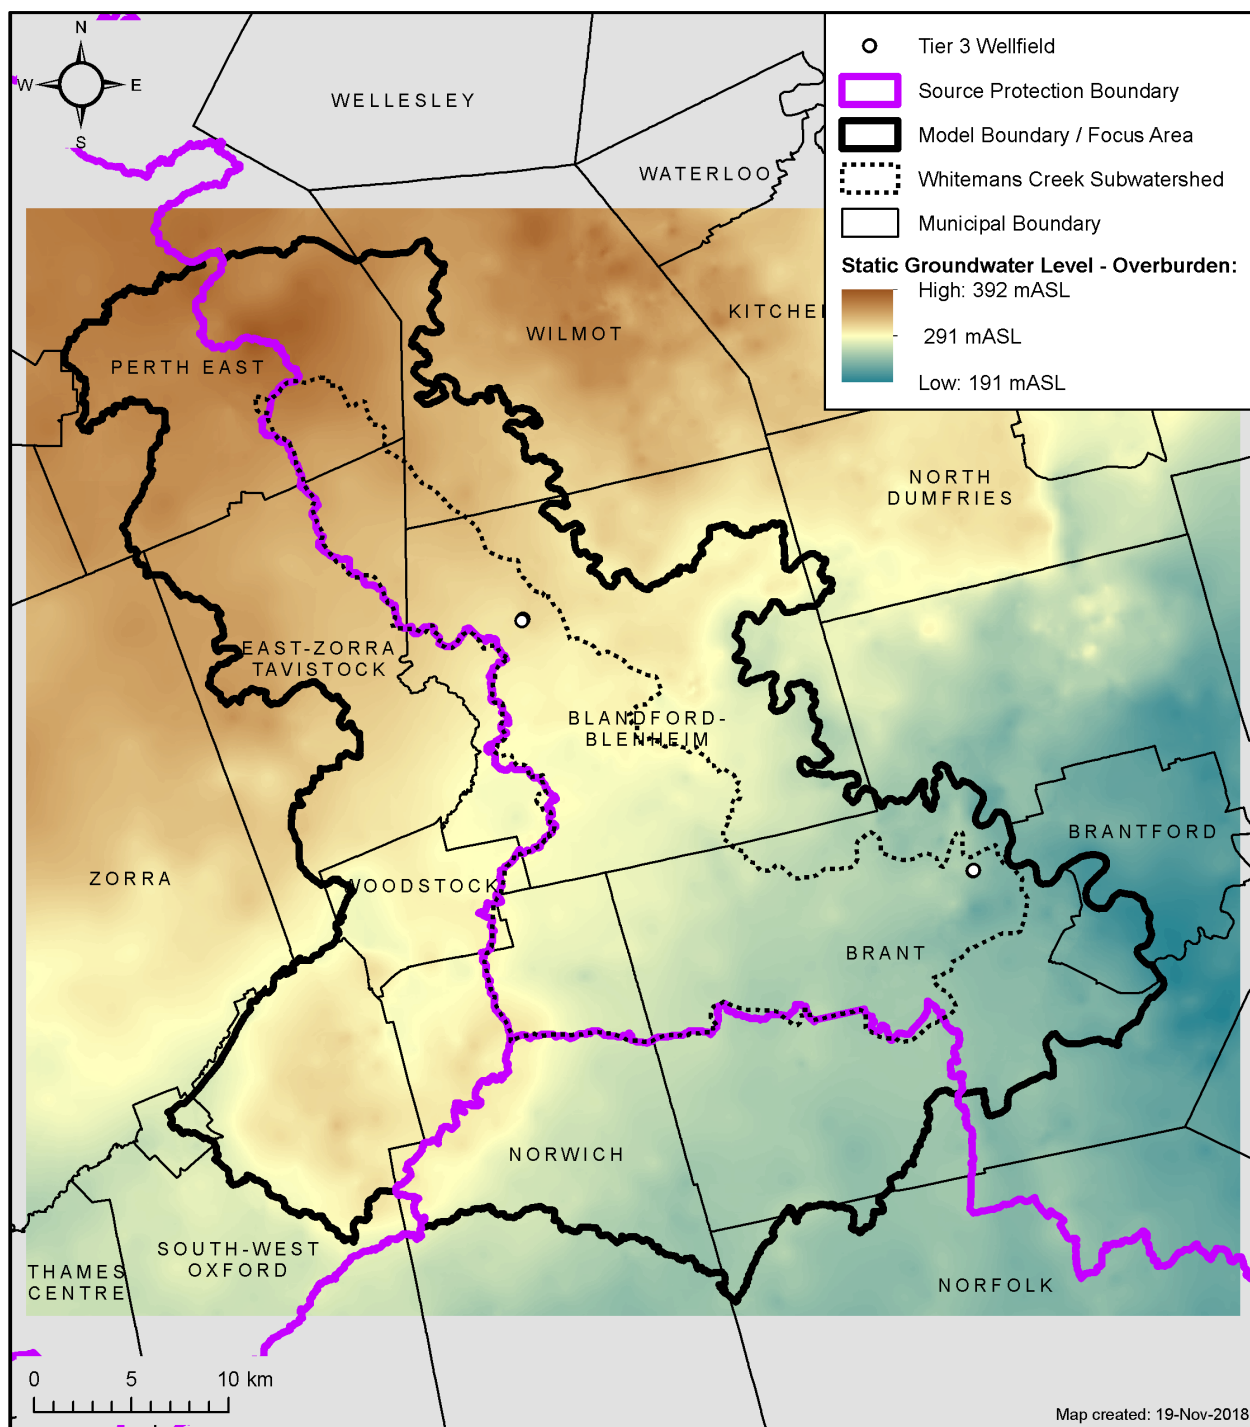 N
W
E
S
WELLESLEY
WATERLOO
WILMOT
KITCHE
PERTH EAST
NORTH
DUMFRIES
EAST-ZORRA
TAVISTOCK
BLANDFORD-
BLENHEIM
BRANTFORD
ZORRA
WOODSTOCK
BRANT
NORWICH
SOUTH-WEST
OXFORD
THAMES
CENTRE
NORFOLK
Tier 3 Wellfield
Source Protection Boundary
Model Boundary / Focus Area
Whitemans Creek Subwatershed
Municipal Boundary
Static Groundwater Level - Overburden:
High: 392 mASL
291 mASL
Low: 191 mASL
0 5 10 km
Map created: 19-Nov-2018